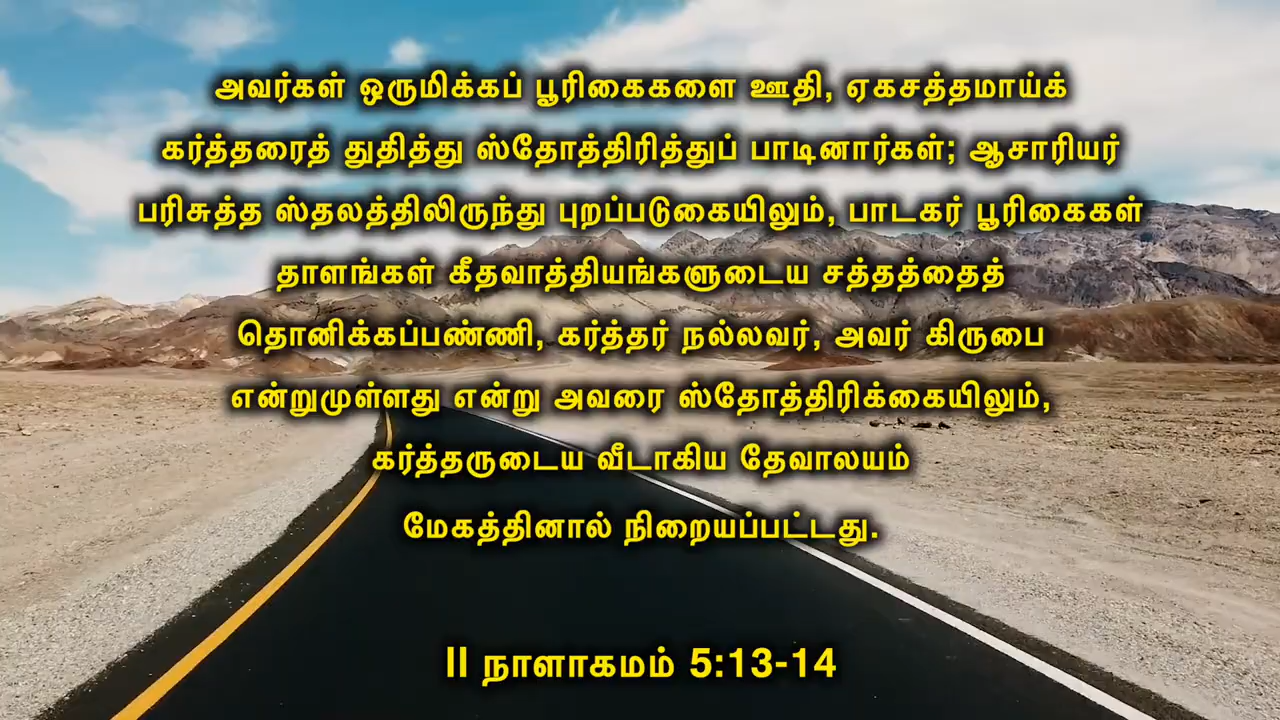 அவர்கள் ஒருமிக்கப் பூரிகைகளை ஊதி, ஏகசத்தமாய்க்
கர்த்தரைத் துதித்து ஸ்தோத்திரித்துப் பாடினார்கள்; ஆசாரியர்
பரிசுத்த ஸ்தலத்திலிருந்து புறப்படுகையிலும், பாடகர் பூரிகைகள்
தாளங்கள் கீதவாத்தியங்களுடைய சத்தத்தைத்
தொனிக்கப்பண்ணி, கர்த்தர் நல்லவர், அவர் கிருபை
என்றுமுள்ளது என்று அவரை ஸ்தோத்திரிக்கையிலும்,
கர்த்தருடைய வீடாகிய தேவாலயம்
மேகத்தினால் நிறையப்பட்டது.
II நாளாகமம் 5:13-14